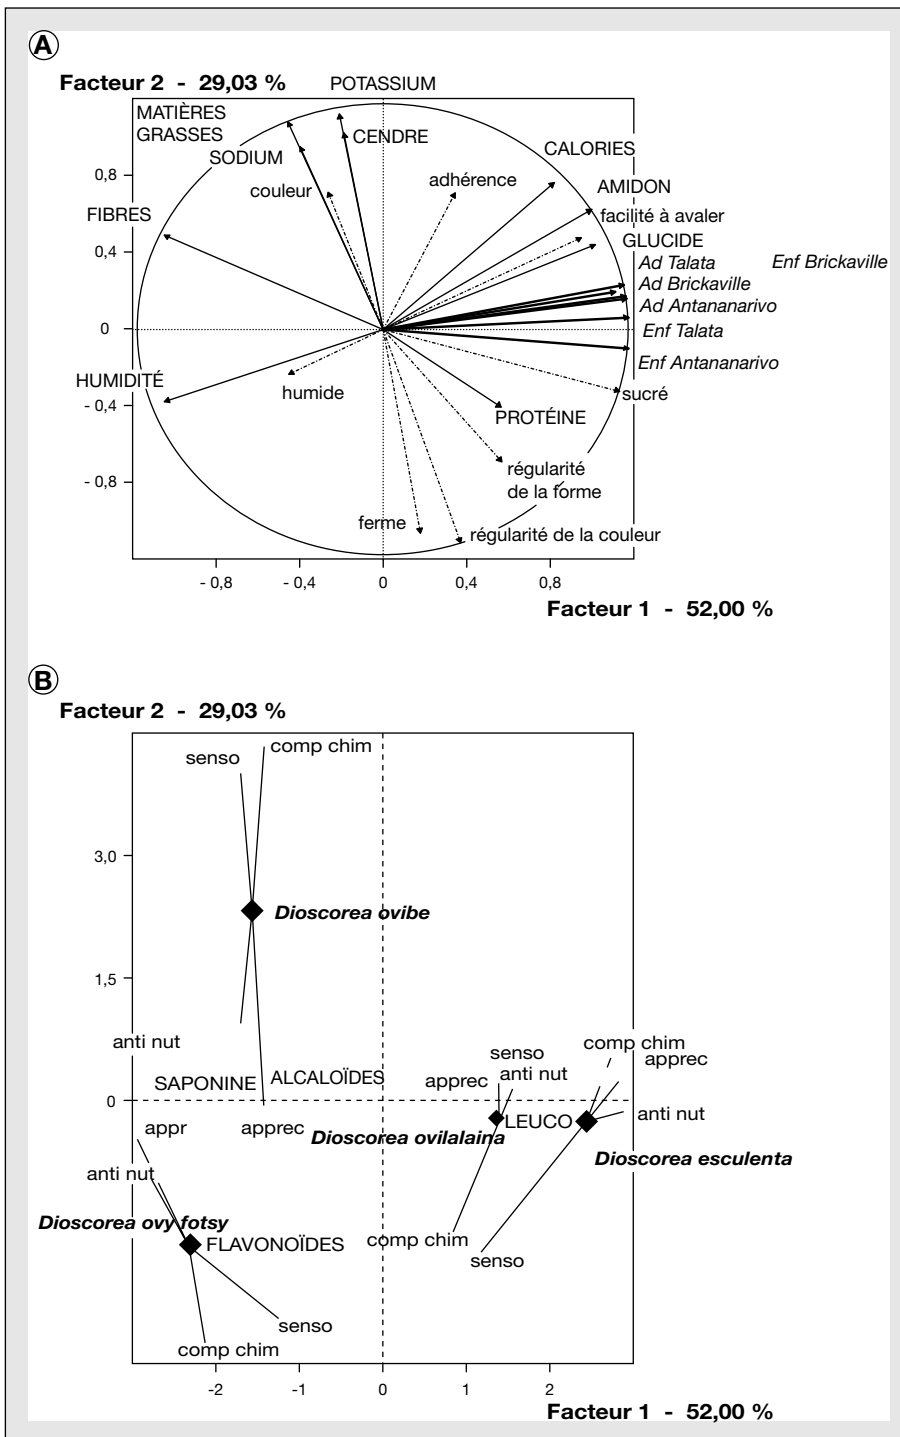 A
Facteur 2 - 29,03 %
POTASSIUM
MATIÈRES
GRASSES
CENDRE
SODIUM
CALORIES
couleur
adhérence
AMIDON
0,8
FIBRES
facilité à avaler
GLUCIDE
0,4
Ad Talata
Enf Brickaville
Ad Brickaville
Ad Antananarivo
0
Enf Talata
Enf Antananarivo
HUMIDITÉ
humide
sucré
- 0,4
PROTÉINE
régularité
de la forme
- 0,8
ferme
régularité de la couleur
- 0,8
- 0,4
0
0,4
0,8
Facteur 1 - 52,00 %
B
Facteur 2 - 29,03 %
senso
comp chim
3,0
Dioscorea ovibe
1,5
anti nut
comp chim
senso
apprec
anti nut
apprec
SAPONINE
ALCALOÏDES
0
anti nut
LEUCO
appr
apprec
Dioscorea ovilalaina
Dioscorea esculenta
anti nut
Dioscorea ovy fotsy
FLAVONOÏDES
comp chim
senso
senso
comp chim
-2
-1
0
1
2
Facteur 1 - 52,00 %